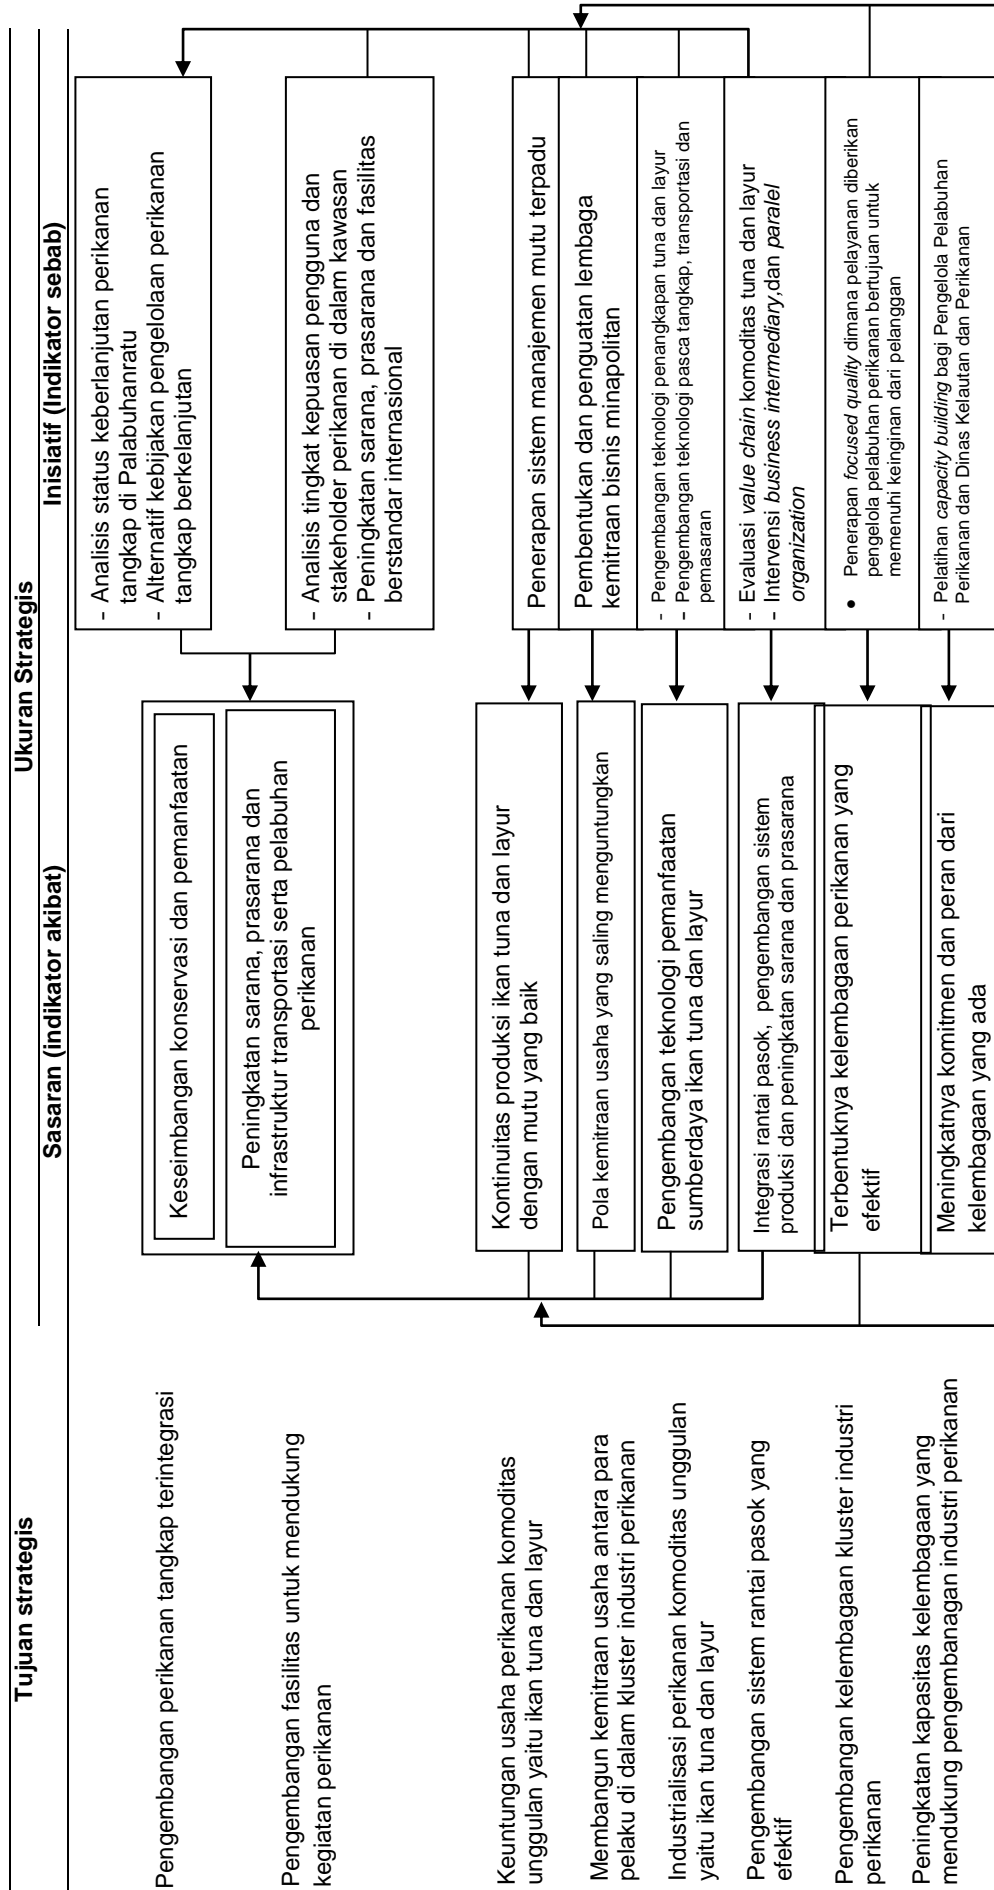 Tujuan strategis
Ukuran Strategis
Sasaran (indikator akibat)
Inisiatif (Indikator sebab)
Pengembangan perikanan tangkap terintegrasi
Keseimbangan konservasi dan pemanfaatan
- Analisis status keberlanjutan perikanan
tangkap di Palabuhanratu
- Alternatif kebijakan pengelolaan perikanan
tangkap berkelanjutan
Pengembangan fasilitas untuk mendukung
kegiatan perikanan
Peningkatan sarana, prasarana dan
infrastruktur transportasi serta pelabuhan
perikanan
- Analisis tingkat kepuasan pengguna dan
stakeholder perikanan di dalam kawasan
- Peningkatan sarana, prasarana dan fasilitas
berstandar internasional
Keuntungan usaha perikanan komoditas
unggulan yaitu ikan tuna dan layur
Kontinuitas produksi ikan tuna dan layur
dengan mutu yang baik
Penerapan sistem manajemen mutu terpadu
Membangun kemitraan usaha antara para
pelaku di dalam kluster industri perikanan
Pola kemitraan usaha yang saling menguntungkan
Pembentukan dan penguatan lembaga
kemitraan bisnis minapolitan
Industrialisasi perikanan komoditas unggulan
yaitu ikan tuna dan layur
Pengembangan teknologi pemanfaatan
sumberdaya ikan tuna dan layur
- Pengembangan teknologi penangkapan tuna dan layur
- Pengembangan teknologi pasca tangkap, transportasi dan
pemasaran
Pengembangan sistem rantai pasok yang
efektif
Integrasi rantai pasok, pengembangan sistem
produksi dan peningkatan sarana dan prasarana
- Evaluasi value chain komoditas tuna dan layur
- Intervensi business intermediary,dan paralel
organization
Pengembangan kelembagaan kluster industri
perikanan
Terbentuknya kelembagaan perikanan yang
efektif
• Penerapan focused quality dimana pelayanan diberikan
pengelola pelabuhan perikanan bertujuan untuk
memenuhi keinginan dari pelanggan
Peningkatan kapasitas kelembagaan yang
mendukung pengembanagan industri perikanan
Meningkatnya komitmen dan peran dari
kelembagaan yang ada
- Pelatihan capacity building bagi Pengelola Pelabuhan
Perikanan dan Dinas Kelautan dan Perikanan